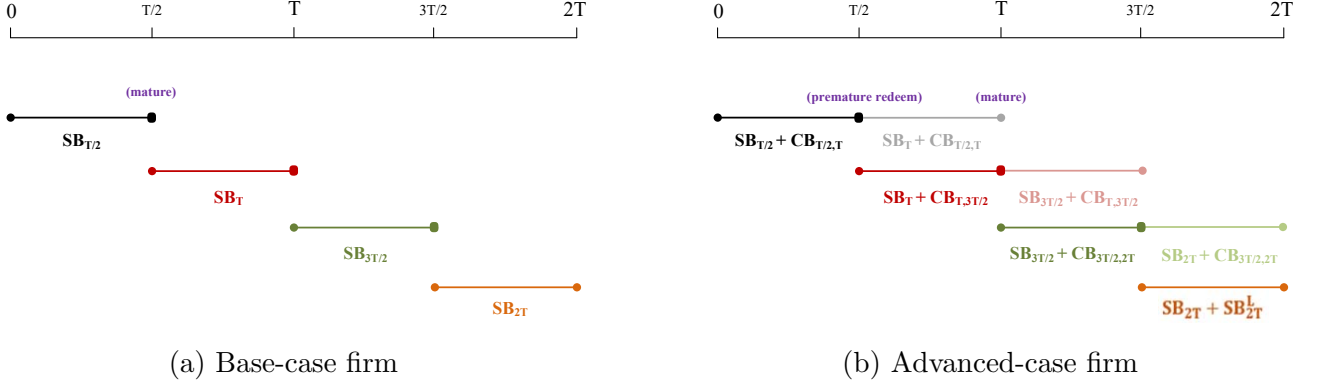 0 T/2 T 3T/2 2T
(mature)
SB_{T/2}
SB_T
SB_{3T/2}
SB_{2T}
(a) Base-case firm
0 T/2 T 3T/2 2T
(premature redeem) (mature)
SB_{T/2} + CB_{T/2,T} SB_T + CB_{T/2,T}
SB_T + CB_{T,3T/2} SB_{3T/2} + CB_{T,3T/2}
SB_{3T/2} + CB_{3T/2,2T} SB_{2T} + CB_{3T/2,2T}
SB_{2T} + SB_{2T}^L
(b) Advanced-case firm